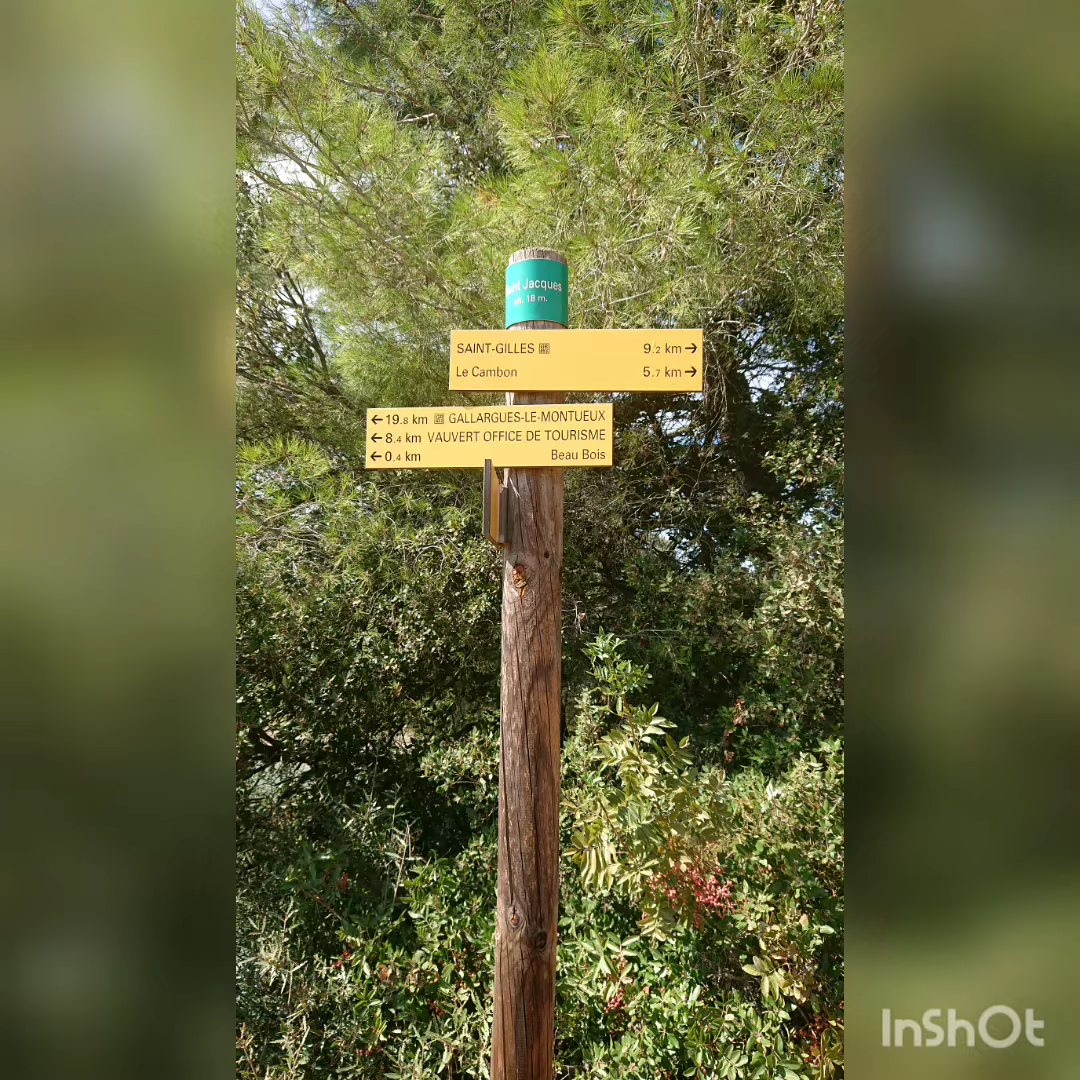 Jacques
alt. 18 m.
SAINT-GILLES 9.2 km →
Le Cambon 5.7 km →
← 19.8 km GALLARGUES-LE-MONTUEUX
← 8.4 km VAUVERT OFFICE DE TOURISME
← 0.4 km Beau Bois
InShOt